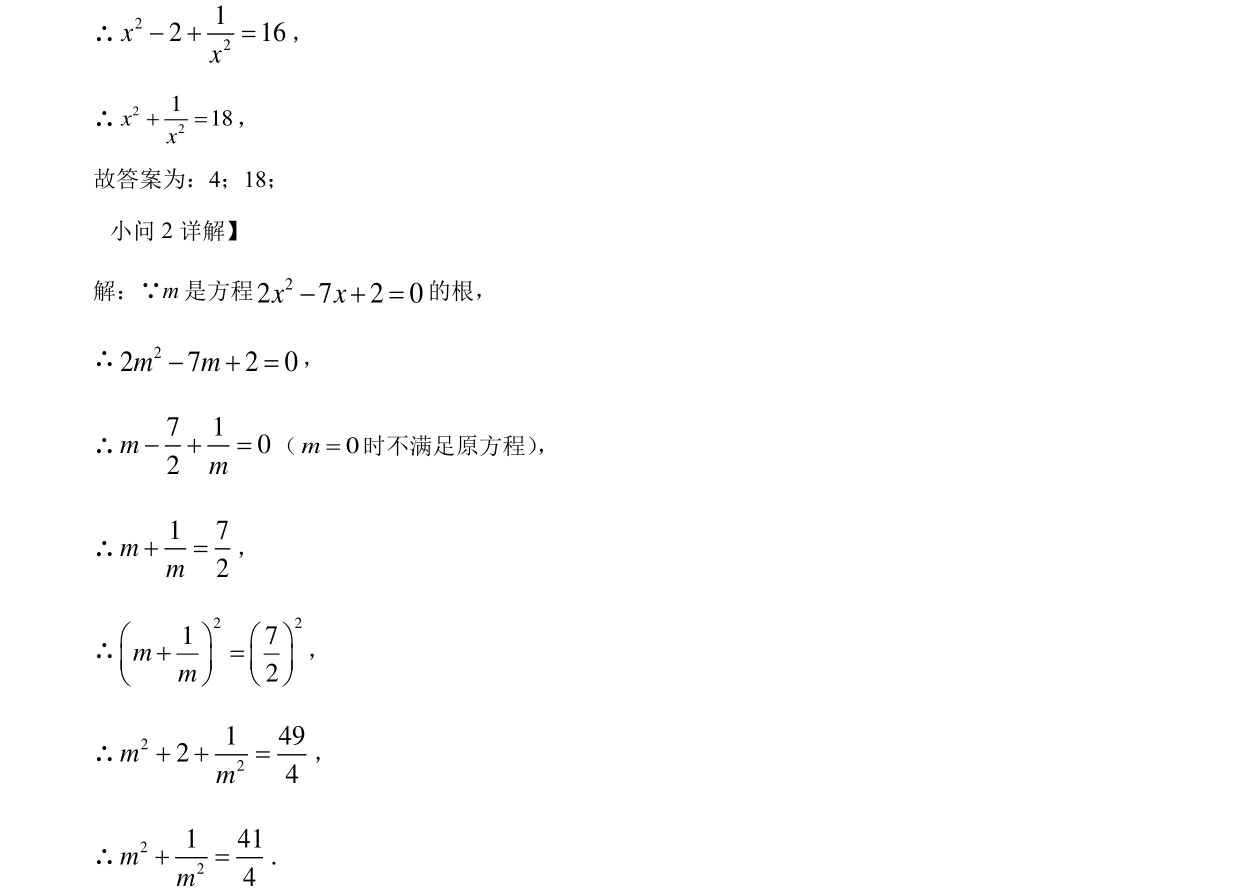 ∴ x² − 2 + 1/x² = 16，
∴ x² + 1/x² = 18，
故答案为：4；18；
小问 2 详解】
解：∵m 是方程 2x² − 7x + 2 = 0 的根，
∴ 2m² − 7m + 2 = 0，
∴ m − 7/2 + 1/m = 0（m = 0 时不满足原方程），
∴ m + 1/m = 7/2，
∴ (m + 1/m)² = (7/2)²，
∴ m² + 2 + 1/m² = 49/4，
∴ m² + 1/m² = 41/4.